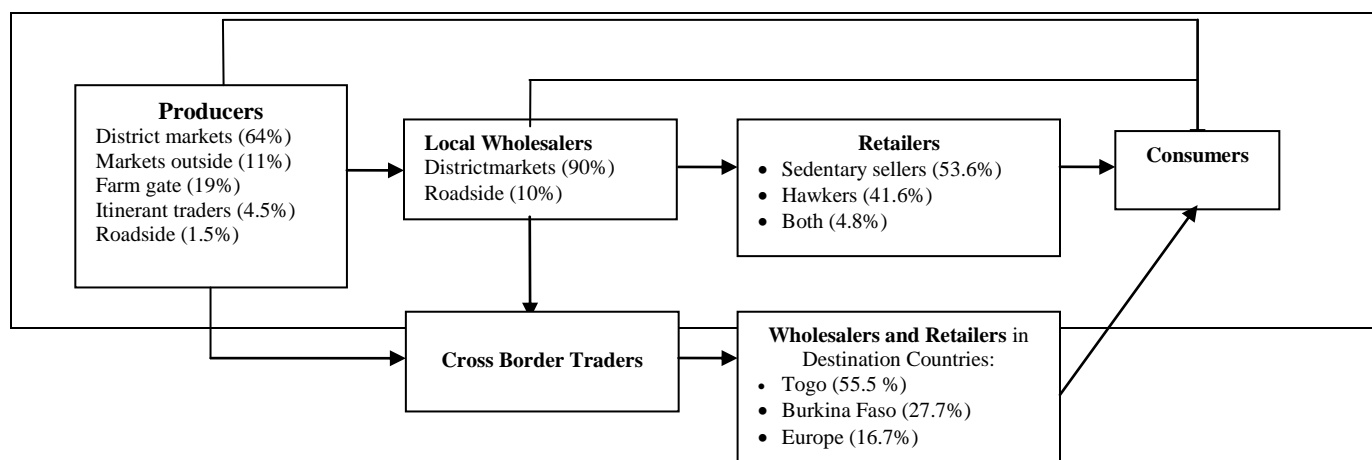 Producers
District markets (64%)
Markets outside (11%)
Farm gate (19%)
Itinerant traders (4.5%)
Roadside (1.5%)
Local Wholesalers
Districtmarkets (90%)
Roadside (10%)
Retailers
• Sedentary sellers (53.6%)
• Hawkers (41.6%)
• Both (4.8%)
Consumers
Cross Border Traders
Wholesalers and Retailers in
Destination Countries:
• Togo (55.5 %)
• Burkina Faso (27.7%)
• Europe (16.7%)